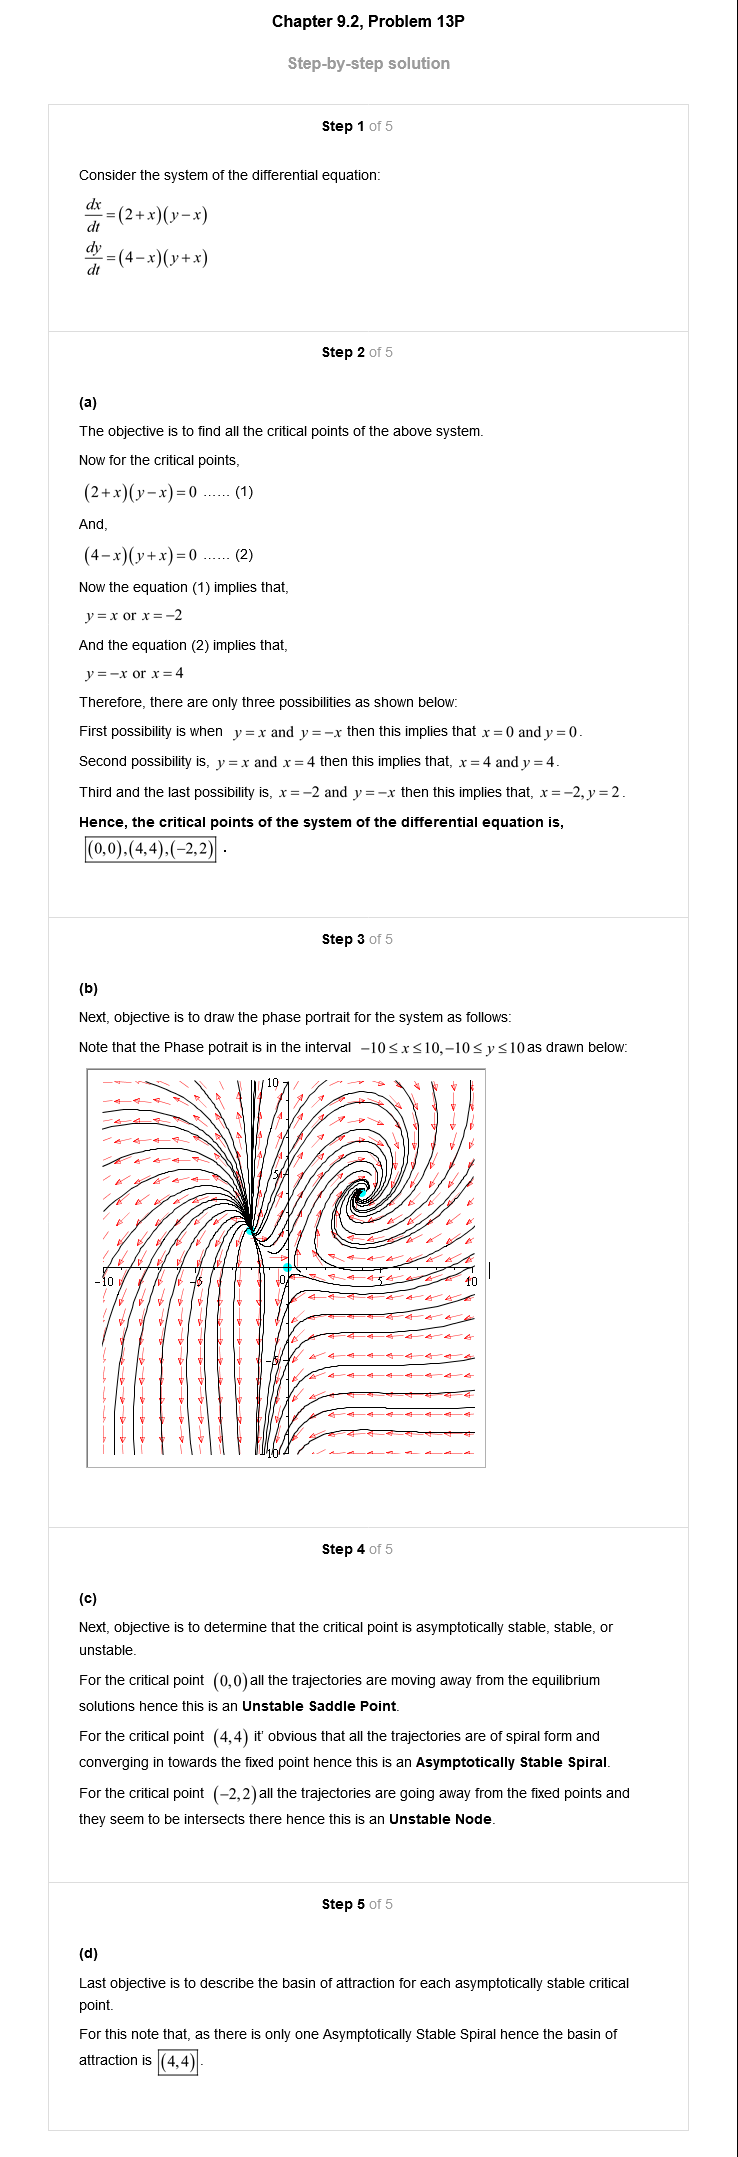 Chapter 9.2, Problem 13P
Step-by-step solution
Step 1 of 5
Consider the system of the differential equation:
dx/dt = (2+x)(y−x)
dy/dt = (4−x)(y+x)
Step 2 of 5
(a)
The objective is to find all the critical points of the above system.
Now for the critical points,
(2+x)(y−x)=0 ...... (1)
And,
(4−x)(y+x)=0 ...... (2)
Now the equation (1) implies that,
y = x or x = −2
And the equation (2) implies that,
y = −x or x = 4
Therefore, there are only three possibilities as shown below:
First possibility is when y = x and y = −x then this implies that x = 0 and y = 0.
Second possibility is, y = x and x = 4 then this implies that, x = 4 and y = 4.
Third and the last possibility is, x = −2 and y = −x then this implies that, x = −2, y = 2.
Hence, the critical points of the system of the differential equation is,
(0,0),(4,4),(−2,2) .
Step 3 of 5
(b)
Next, objective is to draw the phase portrait for the system as follows:
Note that the Phase potrait is in the interval −10 ≤ x ≤ 10, −10 ≤ y ≤ 10 as drawn below:
10
5
−10 −5 0 5 10
−5
−10
Step 4 of 5
(c)
Next, objective is to determine that the critical point is asymptotically stable, stable, or
unstable.
For the critical point (0,0) all the trajectories are moving away from the equilibrium
solutions hence this is an Unstable Saddle Point.
For the critical point (4,4) it' obvious that all the trajectories are of spiral form and
converging in towards the fixed point hence this is an Asymptotically Stable Spiral.
For the critical point (−2,2) all the trajectories are going away from the fixed points and
they seem to be intersects there hence this is an Unstable Node.
Step 5 of 5
(d)
Last objective is to describe the basin of attraction for each asymptotically stable critical
point.
For this note that, as there is only one Asymptotically Stable Spiral hence the basin of
attraction is (4,4).